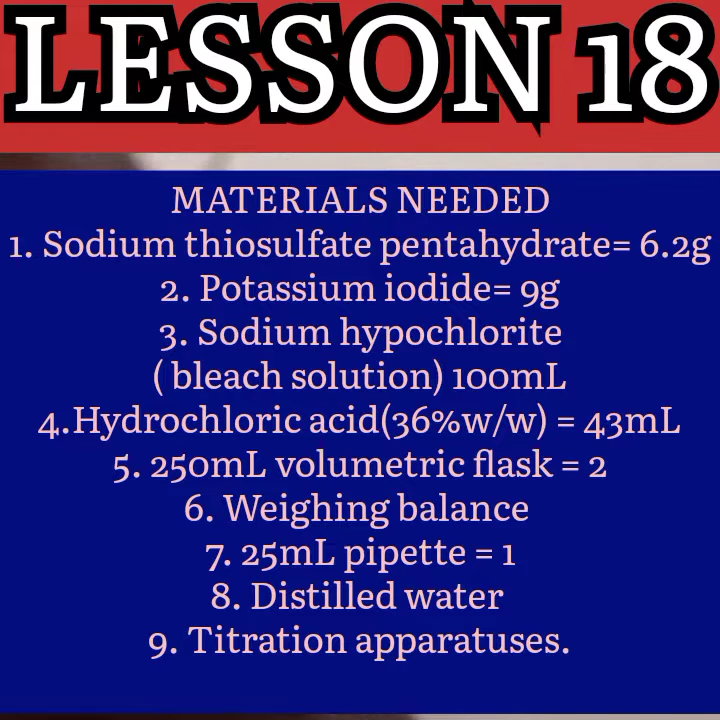 LESSON 18
MATERIALS NEEDED
1. Sodium thiosulfate pentahydrate= 6.2g
2. Potassium iodide= 9g
3. Sodium hypochlorite
( bleach solution) 100mL
4.Hydrochloric acid(36%w/w) = 43mL
5. 250mL volumetric flask = 2
6. Weighing balance
7. 25mL pipette = 1
8. Distilled water
9. Titration apparatuses.